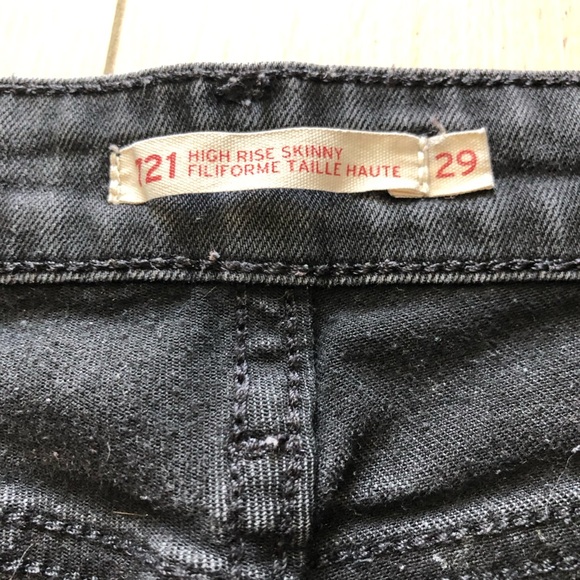 121 HIGH RISE SKINNY
FILIFORME TAILLE HAUTE
29